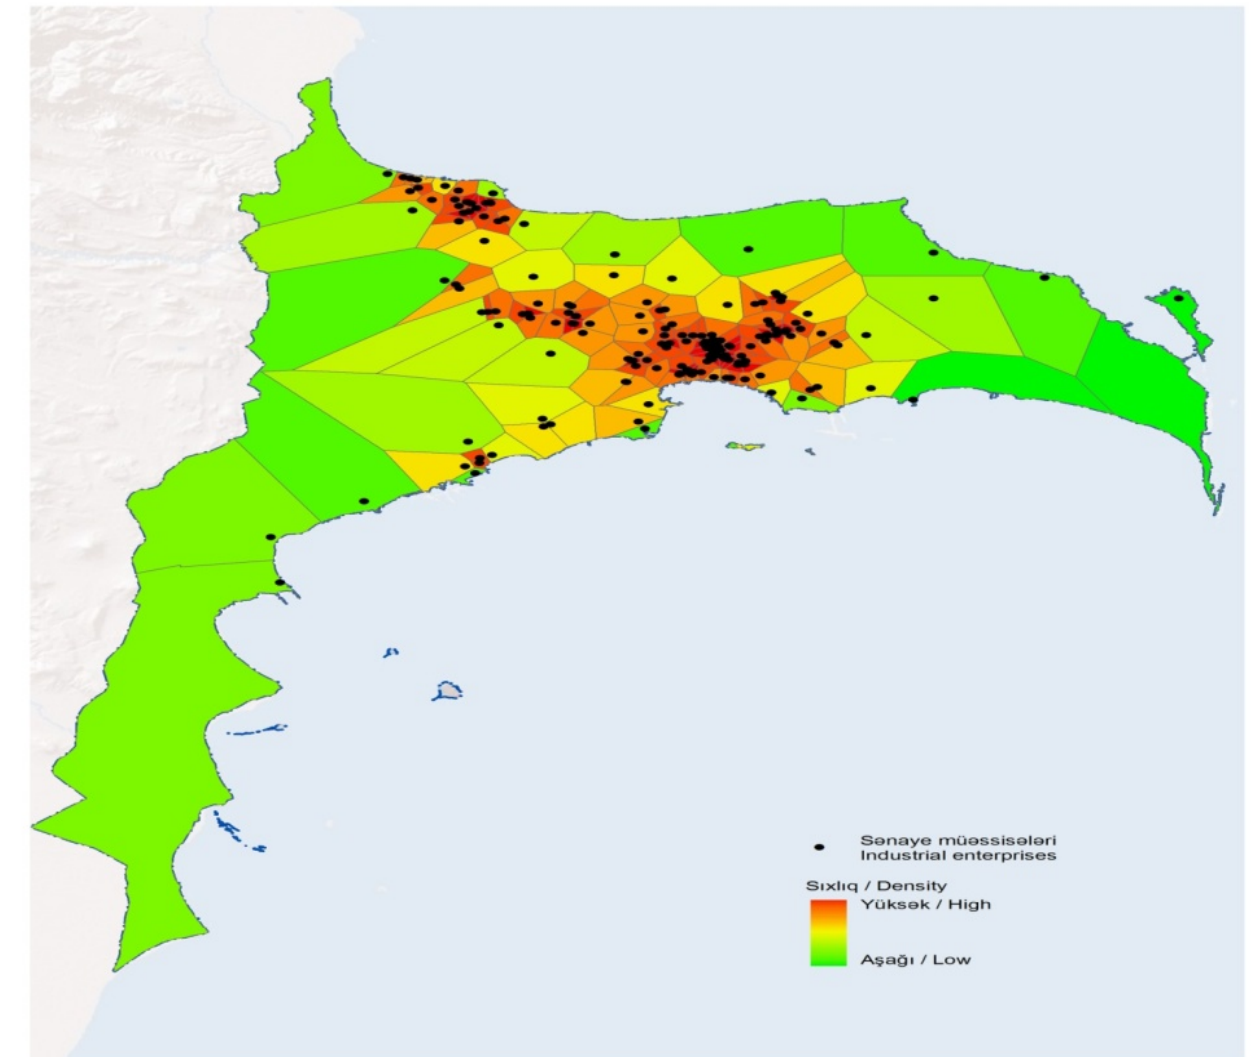 Sənaye müəssisələri
Industrial enterprises
Sıxlıq / Density
Yüksək / High
Aşağı / Low